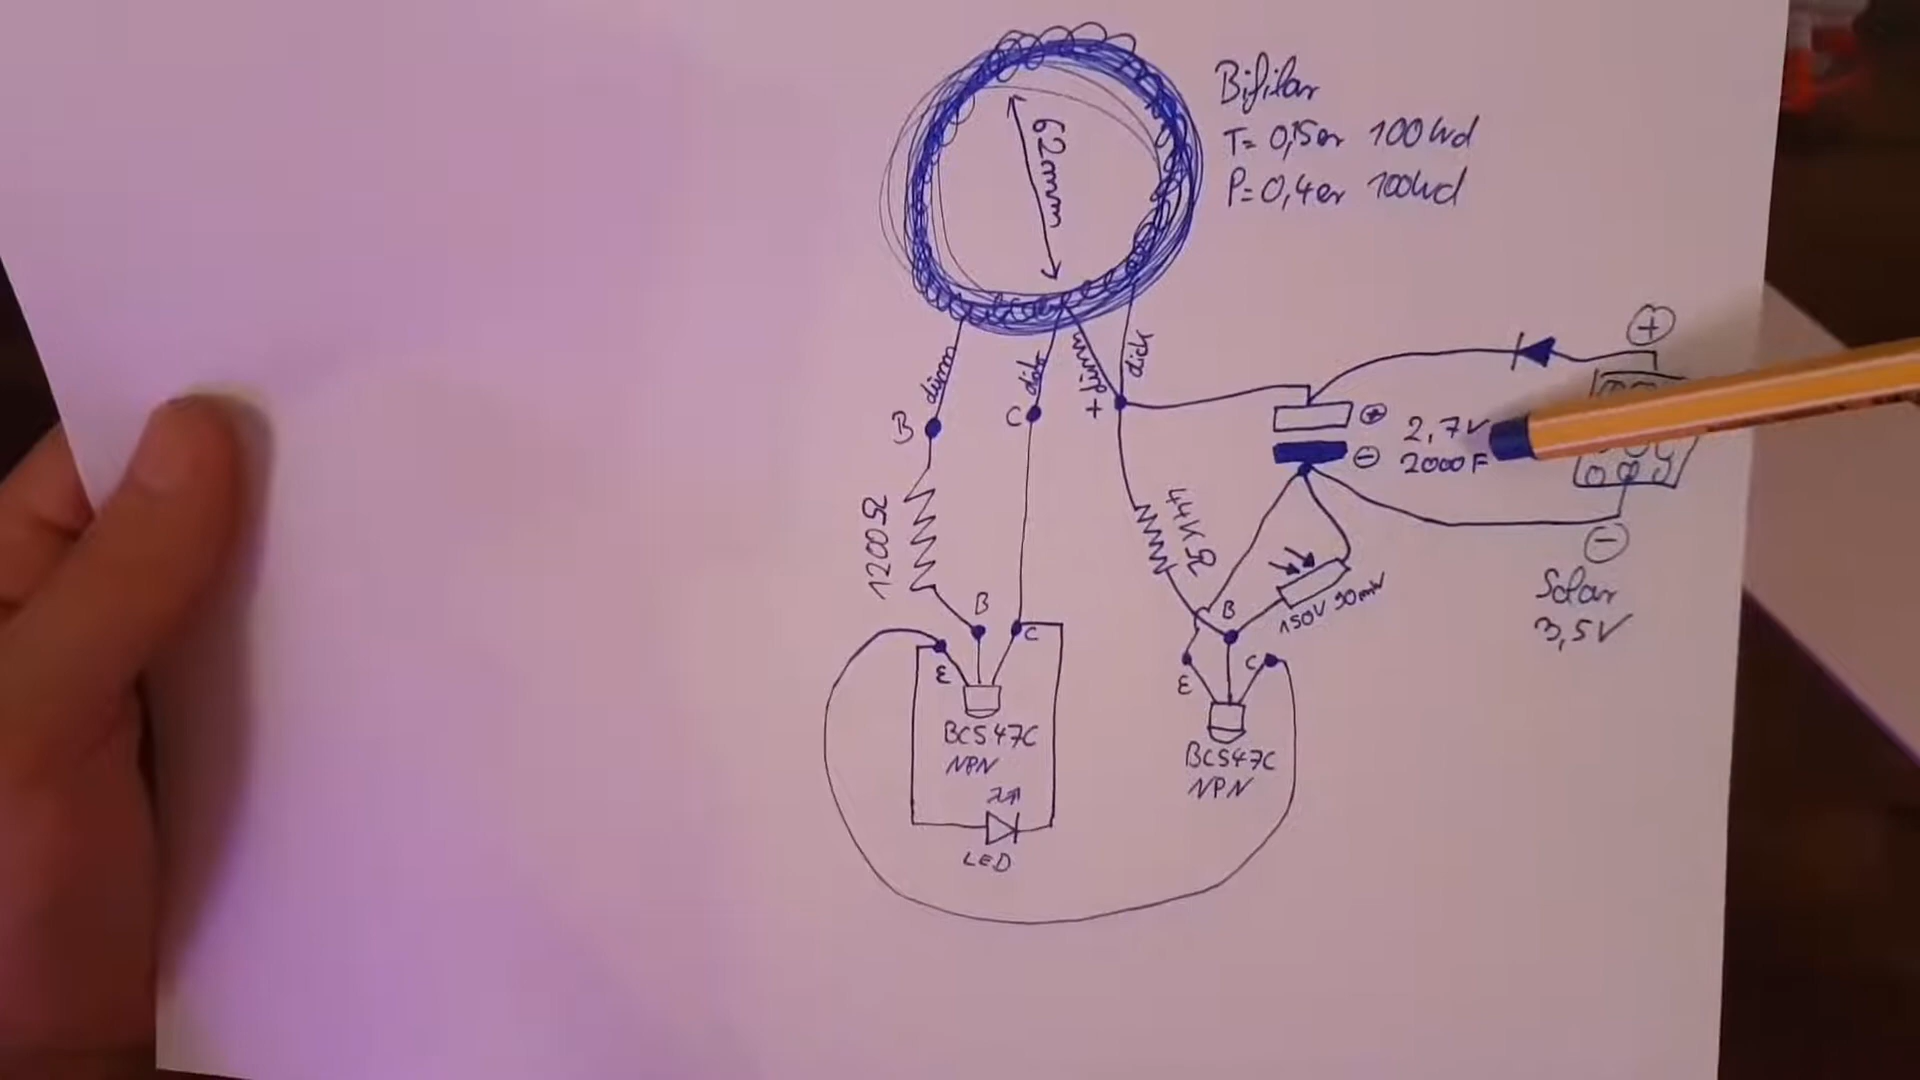 Bifilar
T= 0,15er 100Wd
P= 0,4er 100Wd
62mm
dünn
dick
dünn
dick
B
C
+
+
+
-
2,7V
2000F
-
1200Ω
44KΩ
Solar
3,5V
B
C
E
B
C
E
150V 90mW
BC547C
NPN
BC547C
NPN
LED